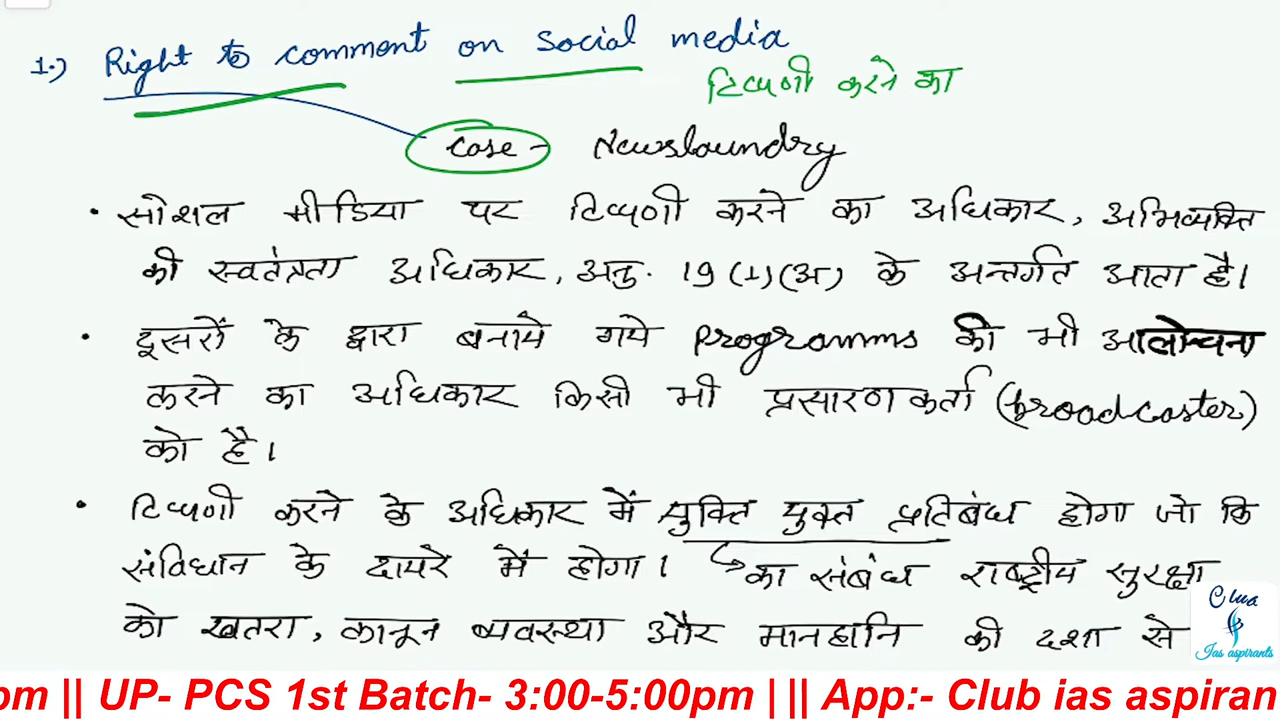 1.) Right to comment on social media
टिप्पणी करने का
Case - Newslaundry
• सोशल मीडिया पर टिप्पणी करने का अधिकार, अभिव्यक्ति
की स्वतंत्रता अधिकार, अनु. 19 (1) (अ) के अन्तर्गत आता है।
• दूसरों के द्वारा बनाये गये Programms की भी आलोचना
करने का अधिकार किसी भी प्रसारणकर्ता (broadcaster)
को है।
• टिप्पणी करने के अधिकार में युक्ति युक्त प्रतिबंध होगा जो कि
संविधान के दायरे में होगा। का संबंध राष्ट्रीय सुरक्षा
को खतरा, कानून व्यवस्था और मानहानि की दशा से
Club
Ias aspirants
pm || UP- PCS 1st Batch- 3:00-5:00pm | || App:- Club ias aspiran